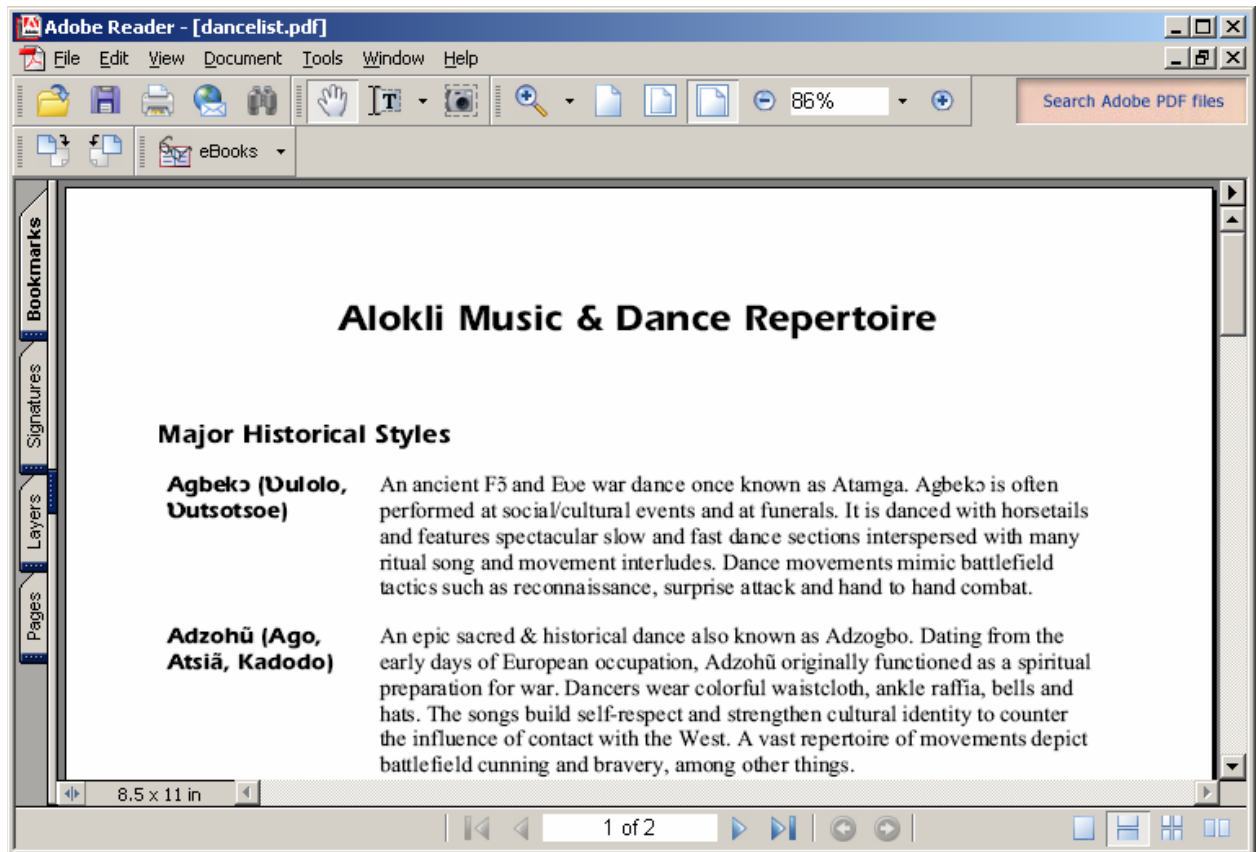 Adobe Reader - [dancelist.pdf]
File Edit View Document Tools Window Help
86%
Search Adobe PDF files
eBooks
Bookmarks
Signatures
Layers
Pages
Alokli Music & Dance Repertoire
Major Historical Styles
Agbekɔ (Ʋulolo,
Ʋutsotsoe)
An ancient Fɔ̃ and Eʋe war dance once known as Atamga. Agbekɔ is often
performed at social/cultural events and at funerals. It is danced with horsetails
and features spectacular slow and fast dance sections interspersed with many
ritual song and movement interludes. Dance movements mimic battlefield
tactics such as reconnaissance, surprise attack and hand to hand combat.
Adzohũ (Ago,
Atsiã, Kadodo)
An epic sacred & historical dance also known as Adzogbo. Dating from the
early days of European occupation, Adzohũ originally functioned as a spiritual
preparation for war. Dancers wear colorful waistcloth, ankle raffia, bells and
hats. The songs build self-respect and strengthen cultural identity to counter
the influence of contact with the West. A vast repertoire of movements depict
battlefield cunning and bravery, among other things.
8.5 x 11 in
1 of 2